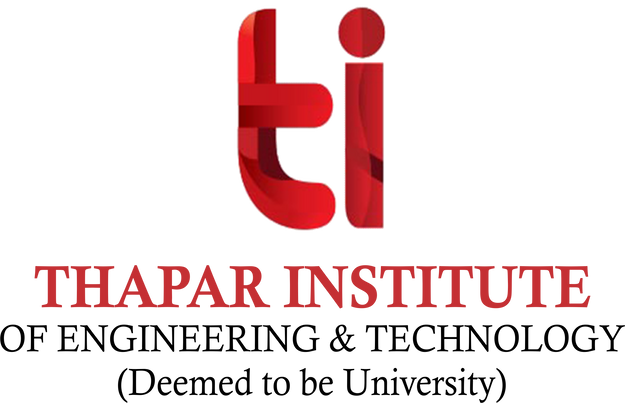 ti
THAPAR INSTITUTE
OF ENGINEERING & TECHNOLOGY
(Deemed to be University)